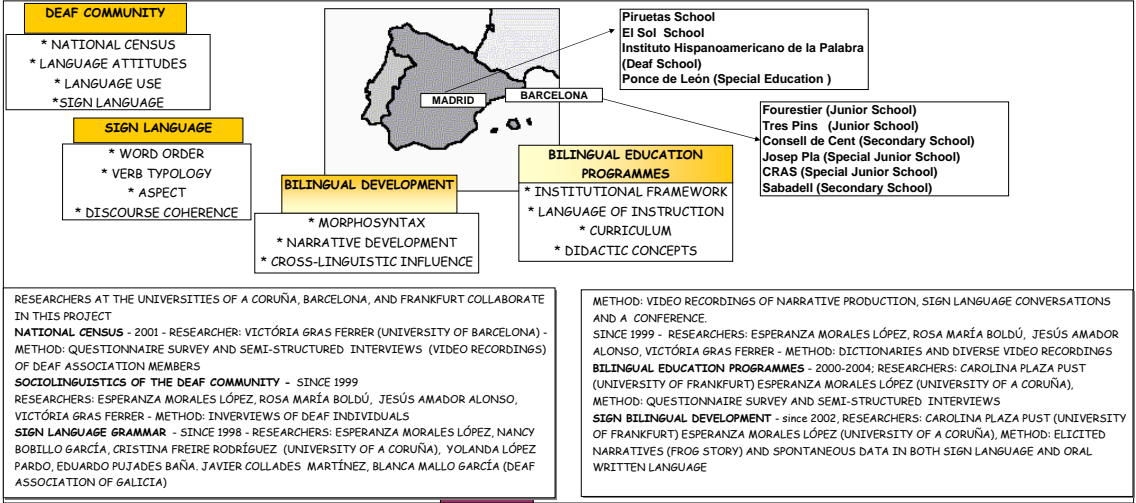 DEAF COMMUNITY
* NATIONAL CENSUS
* LANGUAGE ATTITUDES
* LANGUAGE USE
*SIGN LANGUAGE
SIGN LANGUAGE
* WORD ORDER
* VERB TYPOLOGY
* ASPECT
* DISCOURSE COHERENCE
MADRID
BARCELONA
Piruetas School
El Sol School
Instituto Hispanoamericano de la Palabra
(Deaf School)
Ponce de León (Special Education )
Fourestier (Junior School)
Tres Pins (Junior School)
Consell de Cent (Secondary School)
Josep Pla (Special Junior School)
CRAS (Special Junior School)
Sabadell (Secondary School)
BILINGUAL DEVELOPMENT
* MORPHOSYNTAX
* NARRATIVE DEVELOPMENT
* CROSS-LINGUISTIC INFLUENCE
BILINGUAL EDUCATION
PROGRAMMES
* INSTITUTIONAL FRAMEWORK
* LANGUAGE OF INSTRUCTION
* CURRICULUM
* DIDACTIC CONCEPTS
RESEARCHERS AT THE UNIVERSITIES OF A CORUÑA, BARCELONA, AND FRANKFURT COLLABORATE
IN THIS PROJECT
NATIONAL CENSUS - 2001 - RESEARCHER: VICTÓRIA GRAS FERRER (UNIVERSITY OF BARCELONA) -
METHOD: QUESTIONNAIRE SURVEY AND SEMI-STRUCTURED INTERVIEWS (VIDEO RECORDINGS)
OF DEAF ASSOCIATION MEMBERS
SOCIOLINGUISTICS OF THE DEAF COMMUNITY - SINCE 1999
RESEARCHERS: ESPERANZA MORALES LÓPEZ, ROSA MARÍA BOLDÚ, JESÚS AMADOR ALONSO,
VICTÓRIA GRAS FERRER - METHOD: INVERVIEWS OF DEAF INDIVIDUALS
SIGN LANGUAGE GRAMMAR - SINCE 1998 - RESEARCHERS: ESPERANZA MORALES LÓPEZ, NANCY
BOBILLO GARCÍA, CRISTINA FREIRE RODRÍGUEZ (UNIVERSITY OF A CORUÑA), YOLANDA LÓPEZ
PARDO, EDUARDO PUJADES BAÑA. JAVIER COLLADES MARTÍNEZ, BLANCA MALLO GARCÍA (DEAF
ASSOCIATION OF GALICIA)
METHOD: VIDEO RECORDINGS OF NARRATIVE PRODUCTION, SIGN LANGUAGE CONVERSATIONS
AND A CONFERENCE.
SINCE 1999 - RESEARCHERS: ESPERANZA MORALES LÓPEZ, ROSA MARÍA BOLDÚ, JESÚS AMADOR
ALONSO, VICTÓRIA GRAS FERRER - METHOD: DICTIONARIES AND DIVERSE VIDEO RECORDINGS
BILINGUAL EDUCATION PROGRAMMES - 2000-2004; RESEARCHERS: CAROLINA PLAZA PUST
(UNIVERSITY OF FRANKFURT) ESPERANZA MORALES LÓPEZ (UNIVERSITY OF A CORUÑA),
METHOD: QUESTIONNAIRE SURVEY AND SEMI-STRUCTURED INTERVIEWS
SIGN BILINGUAL DEVELOPMENT - since 2002, RESEARCHERS: CAROLINA PLAZA PUST (UNIVERSITY
OF FRANKFURT) ESPERANZA MORALES LÓPEZ (UNIVERSITY OF A CORUÑA), METHOD: ELICITED
NARRATIVES (FROG STORY) AND SPONTANEOUS DATA IN BOTH SIGN LANGUAGE AND ORAL
WRITTEN LANGUAGE